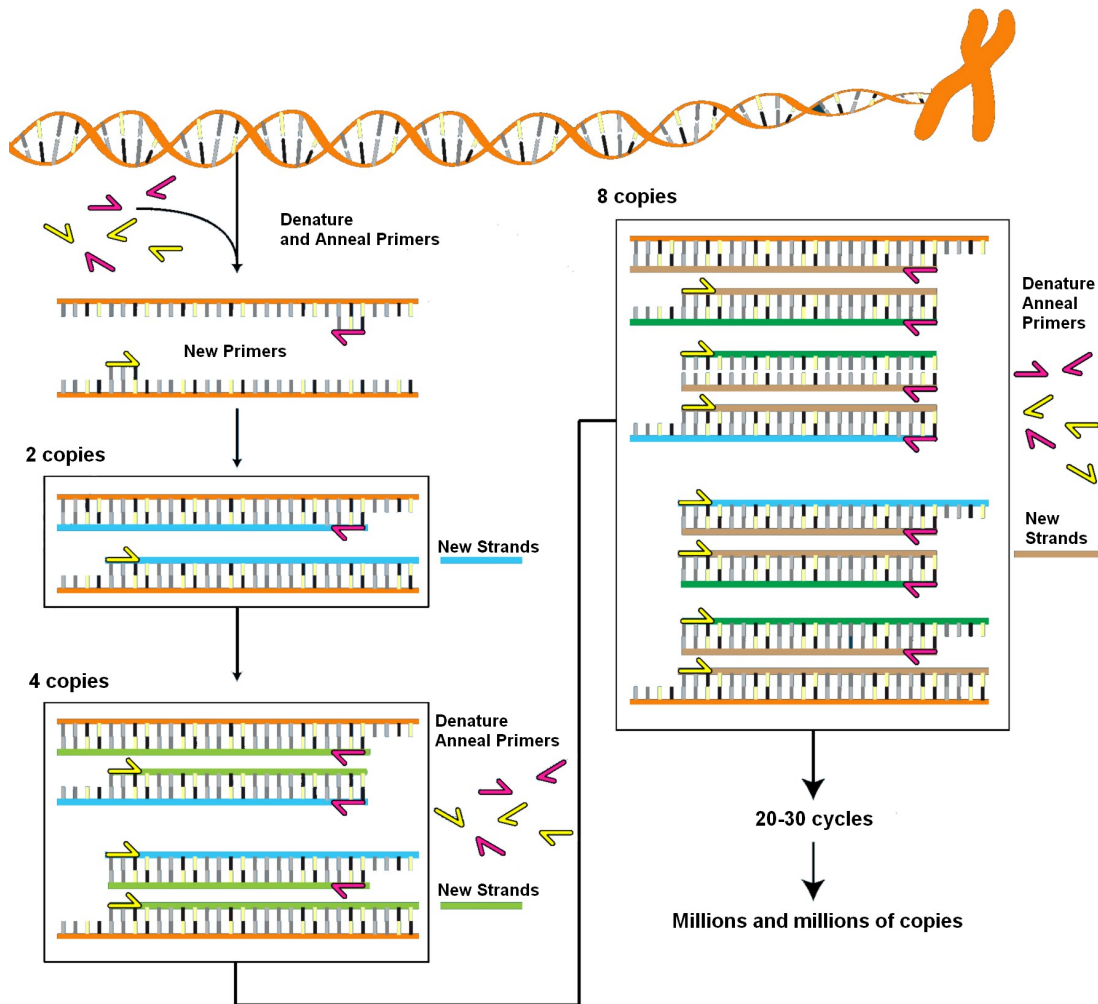 Denature
and Anneal Primers
New Primers
2 copies
New Strands
4 copies
Denature
Anneal Primers
New Strands
8 copies
Denature
Anneal
Primers
New
Strands
20-30 cycles
Millions and millions of copies